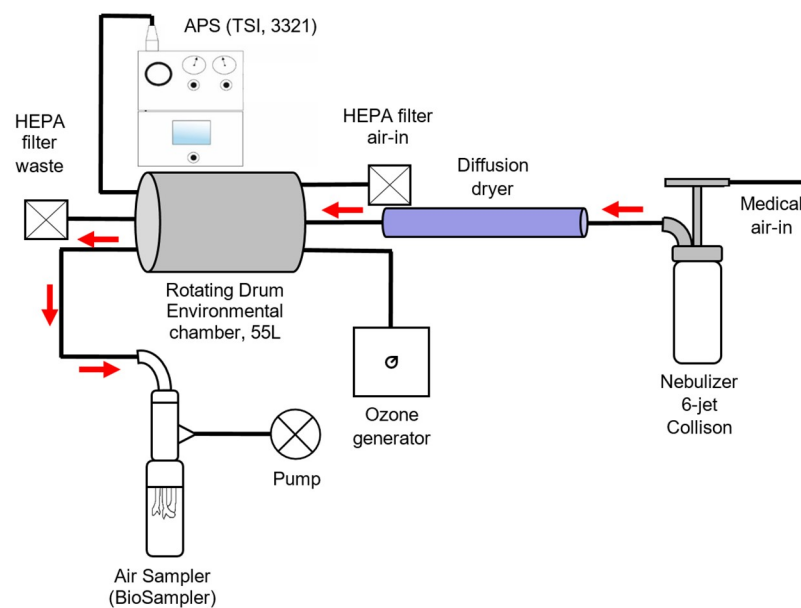 APS (TSI, 3321)
HEPA
filter
waste
HEPA filter
air-in
Diffusion
dryer
Medical
air-in
Rotating Drum
Environmental
chamber, 55L
Ozone
generator
Nebulizer
6-jet
Collison
Pump
Air Sampler
(BioSampler)